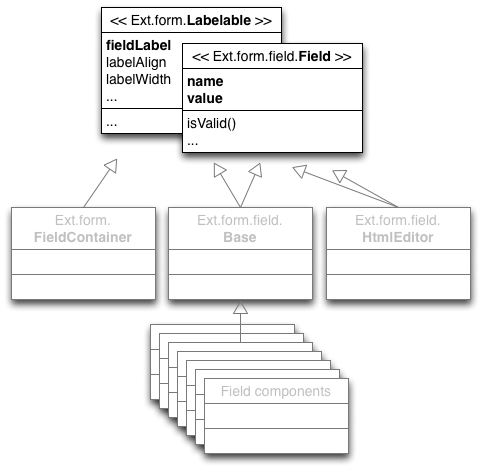 << Ext.form.Labelable >>
fieldLabel
labelAlign
labelWidth
...
...
<< Ext.form.field.Field >>
name
value
isValid()
...
Ext.form.
FieldContainer
Ext.form.field.
Base
Ext.form.field.
HtmlEditor
Field components